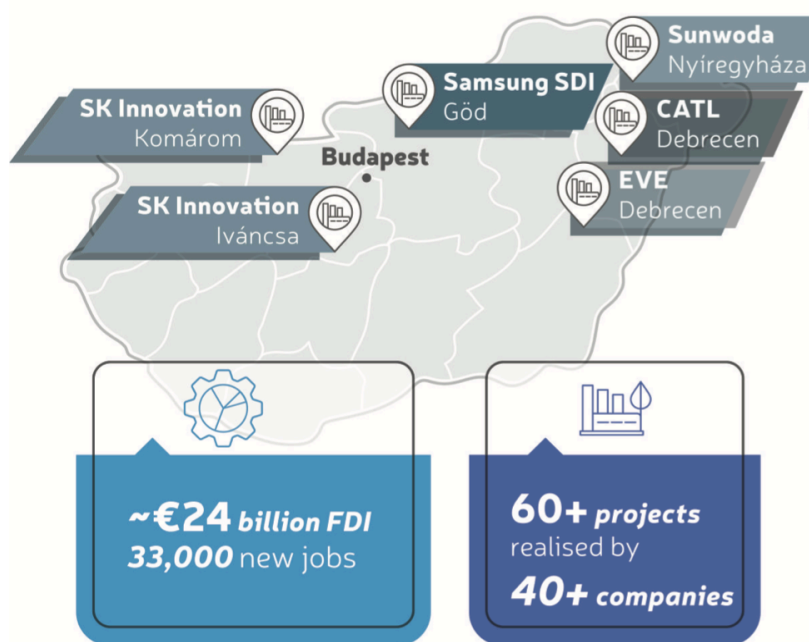 Sunwoda
Nyíregyháza
Samsung SDI
Göd
SK Innovation
Komárom
CATL
Debrecen
Budapest
EVE
Debrecen
SK Innovation
Iváncsa
~€24 billion FDI
33,000 new jobs
60+ projects
realised by
40+ companies